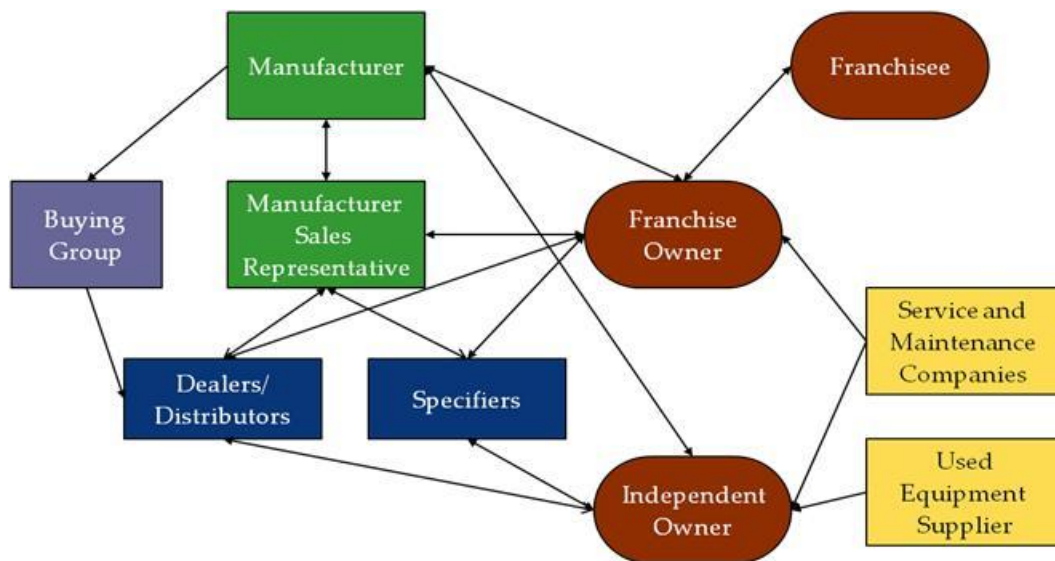 Manufacturer
Franchisee
Buying
Group
Manufacturer
Sales
Representative
Franchise
Owner
Service and
Maintenance
Companies
Dealers/
Distributors
Specifiers
Independent
Owner
Used
Equipment
Supplier